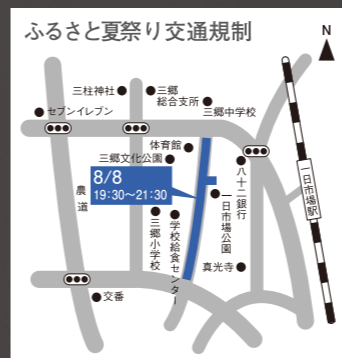 ふるさと夏祭り交通規制
N
三柱神社
三郷
総合支所
セブンイレブン
三郷中学校
体育館
三郷文化公園
8/8
19:30〜21:30
農道
三郷小学校
学校給食センター
一日市場公園
八十二銀行
一日市場駅
真光寺
交番